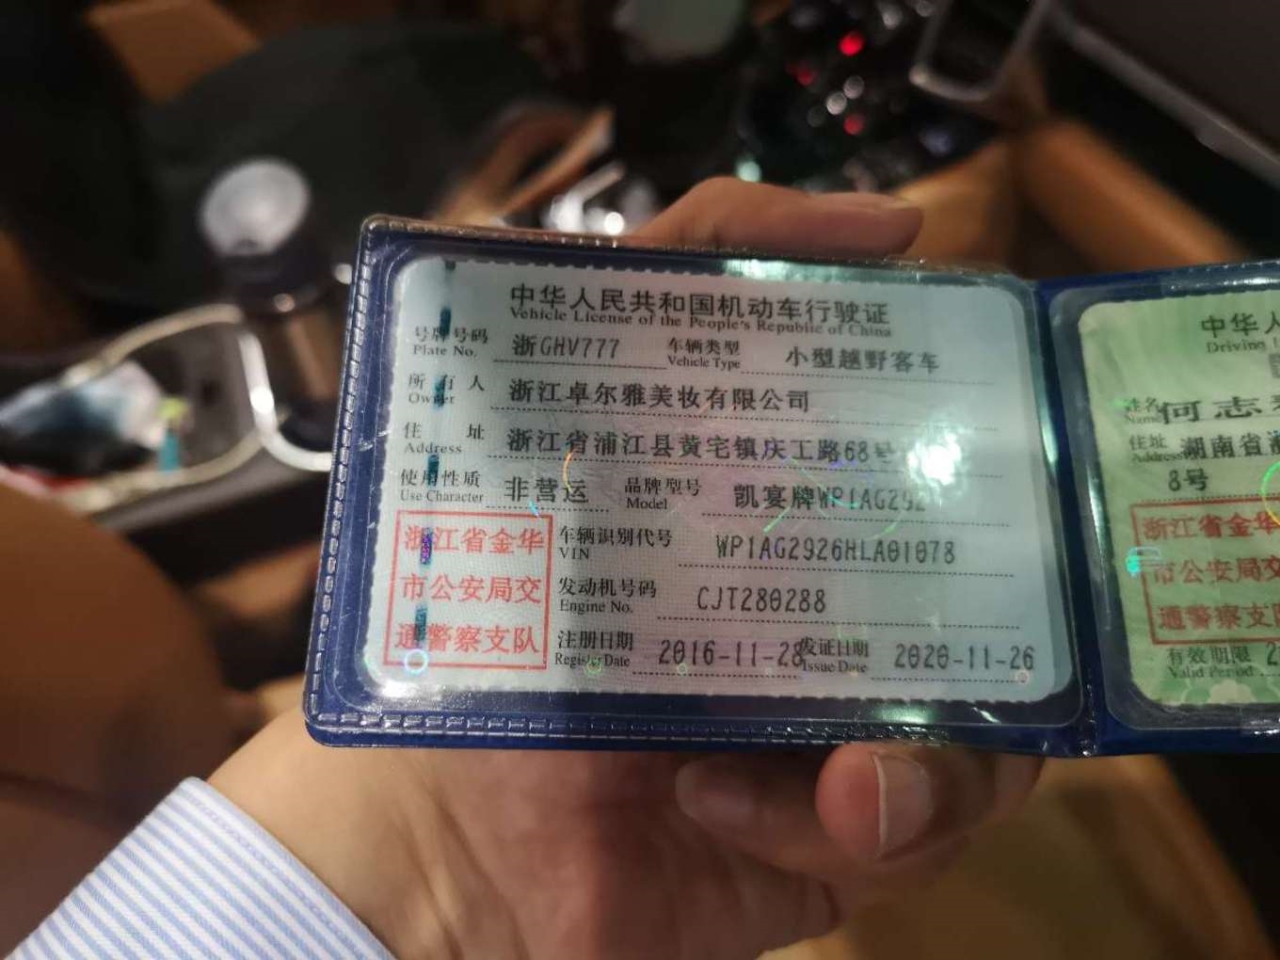 中华人民共和国机动车行驶证
Vehicle License of the People's Republic of China
号牌号码 浙GHV777 车辆类型 小型越野客车
Plate No. Vehicle Type
所有人 浙江卓尔雅美妆有限公司
Owner
住址 浙江省浦江县黄宅镇庆工路68号
Address
使用性质 非营运 品牌型号 凯宴牌WP1AG292
Use Character Model
浙江省金华
市公安局交
通警察支队
车辆识别代号 WP1AG2926HLA01078
VIN
发动机号码 CJT280288
Engine No.
注册日期 2016-11-28 发证日期 2020-11-26
Register Date Issue Date
中华人
Driving
姓名 何志
Name
住址 湖南省
Address
8号
浙江省金华
市公安局交
通警察支
有效期限 2
Valid Period